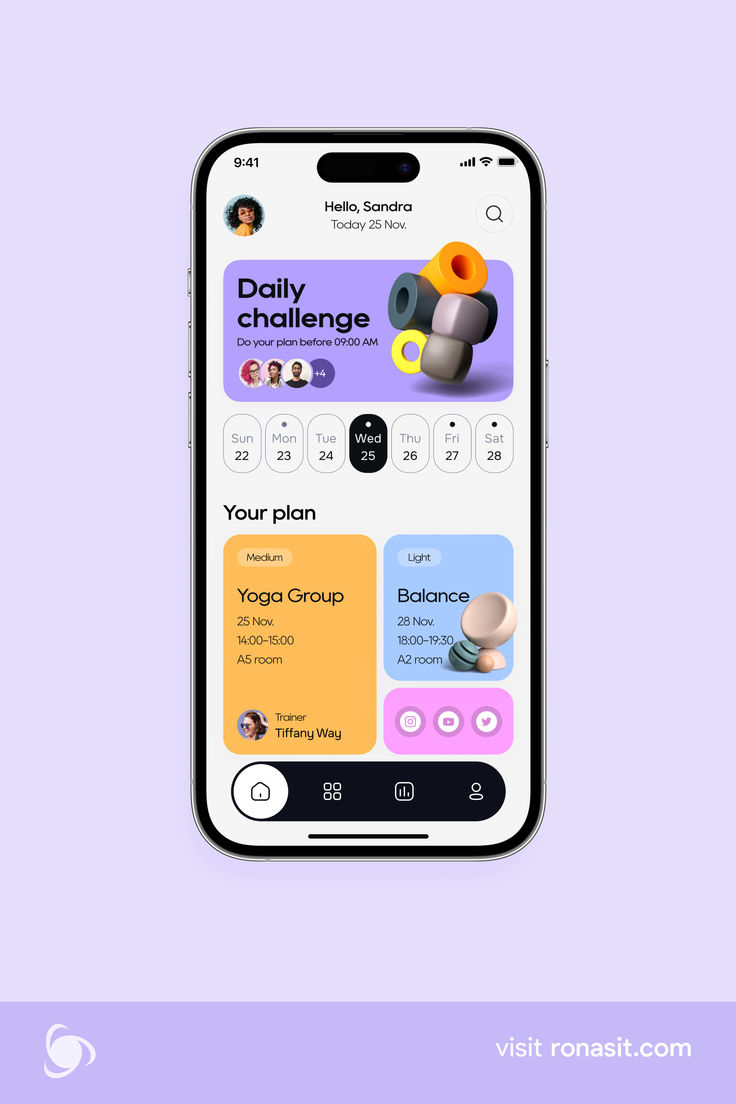 9:41
Hello, Sandra
Today 25 Nov.
Daily
challenge
Do your plan before 09:00 AM
+4
Sun Mon Tue Wed Thu Fri Sat
22 23 24 25 26 27 28
Your plan
Medium
Yoga Group
25 Nov.
14:00–15:00
A5 room
Trainer
Tiffany Way
Light
Balance
28 Nov.
18:00–19:30
A2 room
visit ronasit.com